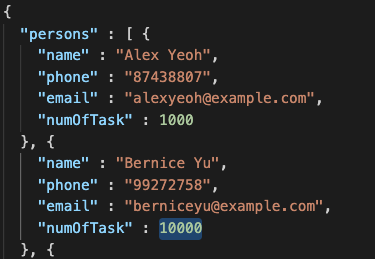 {
"persons" : [ {
"name" : "Alex Yeoh",
"phone" : "87438807",
"email" : "alexyeoh@example.com",
"numOfTask" : 1000
}, {
"name" : "Bernice Yu",
"phone" : "99272758",
"email" : "berniceyu@example.com",
"numOfTask" : 10000
}, {